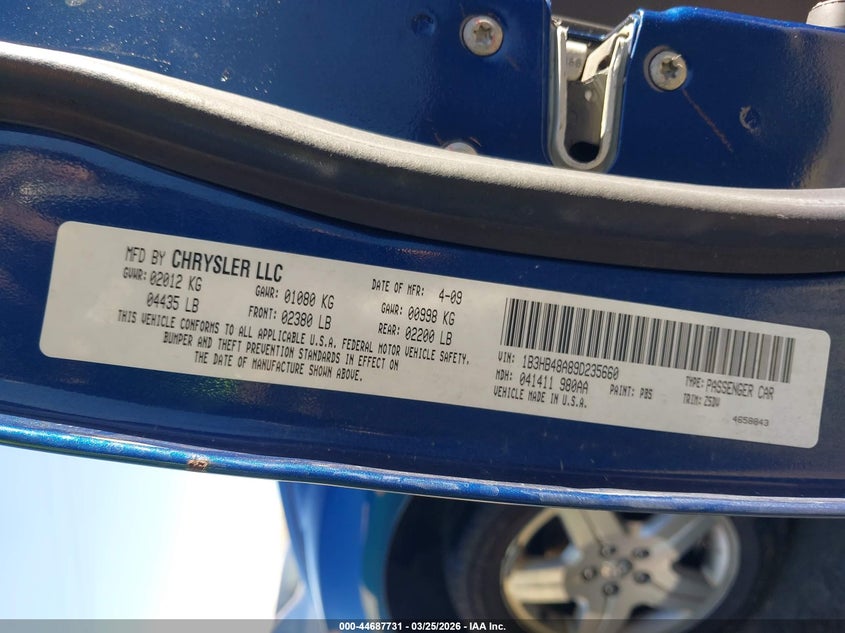 MFD BY CHRYSLER LLC
DATE OF MFR: 4-09
GVWR: 02012 KG
GAWR: 01080 KG
GAWR: 00998 KG
04435 LB
FRONT: 02380 LB
REAR: 02200 LB
THIS VEHICLE CONFORMS TO ALL APPLICABLE U.S.A. FEDERAL MOTOR VEHICLE SAFETY,
BUMPER AND THEFT PREVENTION STANDARDS IN EFFECT ON
THE DATE OF MANUFACTURE SHOWN ABOVE.
VIN: 1B3HB48A89D235660
TYPE: PASSENGER CAR
MDH: 041411 980AA
PAINT: PBS
TRIM: Z5DV
VEHICLE MADE IN U.S.A.
4658843
000-44687731 - 03/25/2026 - IAA Inc.